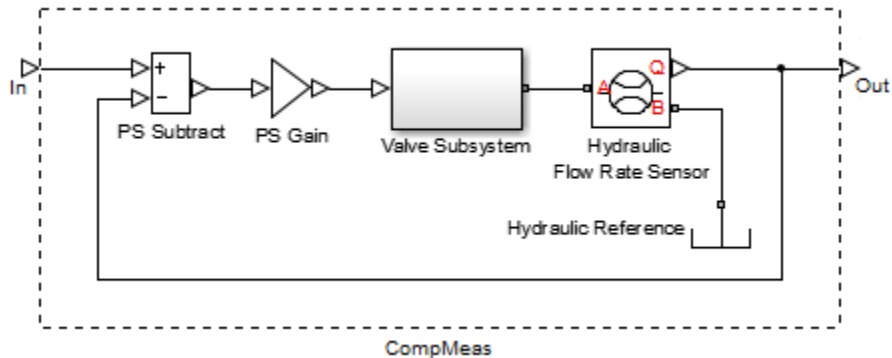 In
+
−
PS Subtract
PS Gain
Valve Subsystem
A
Q
B
Hydraulic
Flow Rate Sensor
Out
Hydraulic Reference
CompMeas